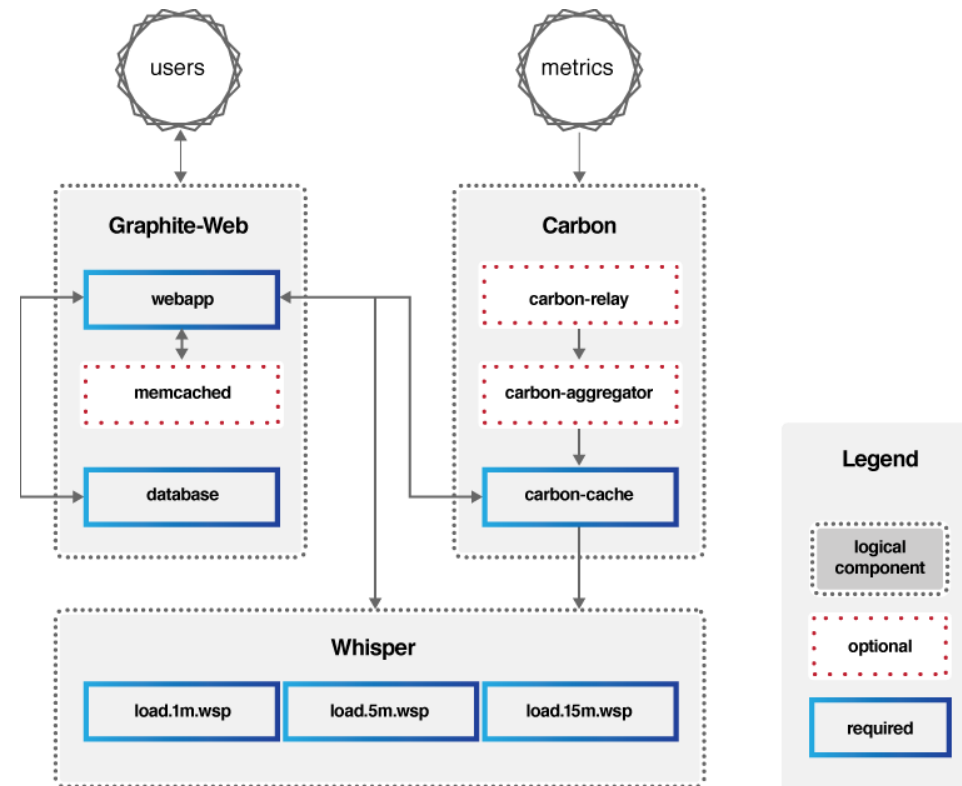 users
metrics
Graphite-Web
Carbon
webapp
carbon-relay
memcached
carbon-aggregator
database
carbon-cache
Whisper
load.1m.wsp
load.5m.wsp
load.15m.wsp
Legend
logical
component
optional
required